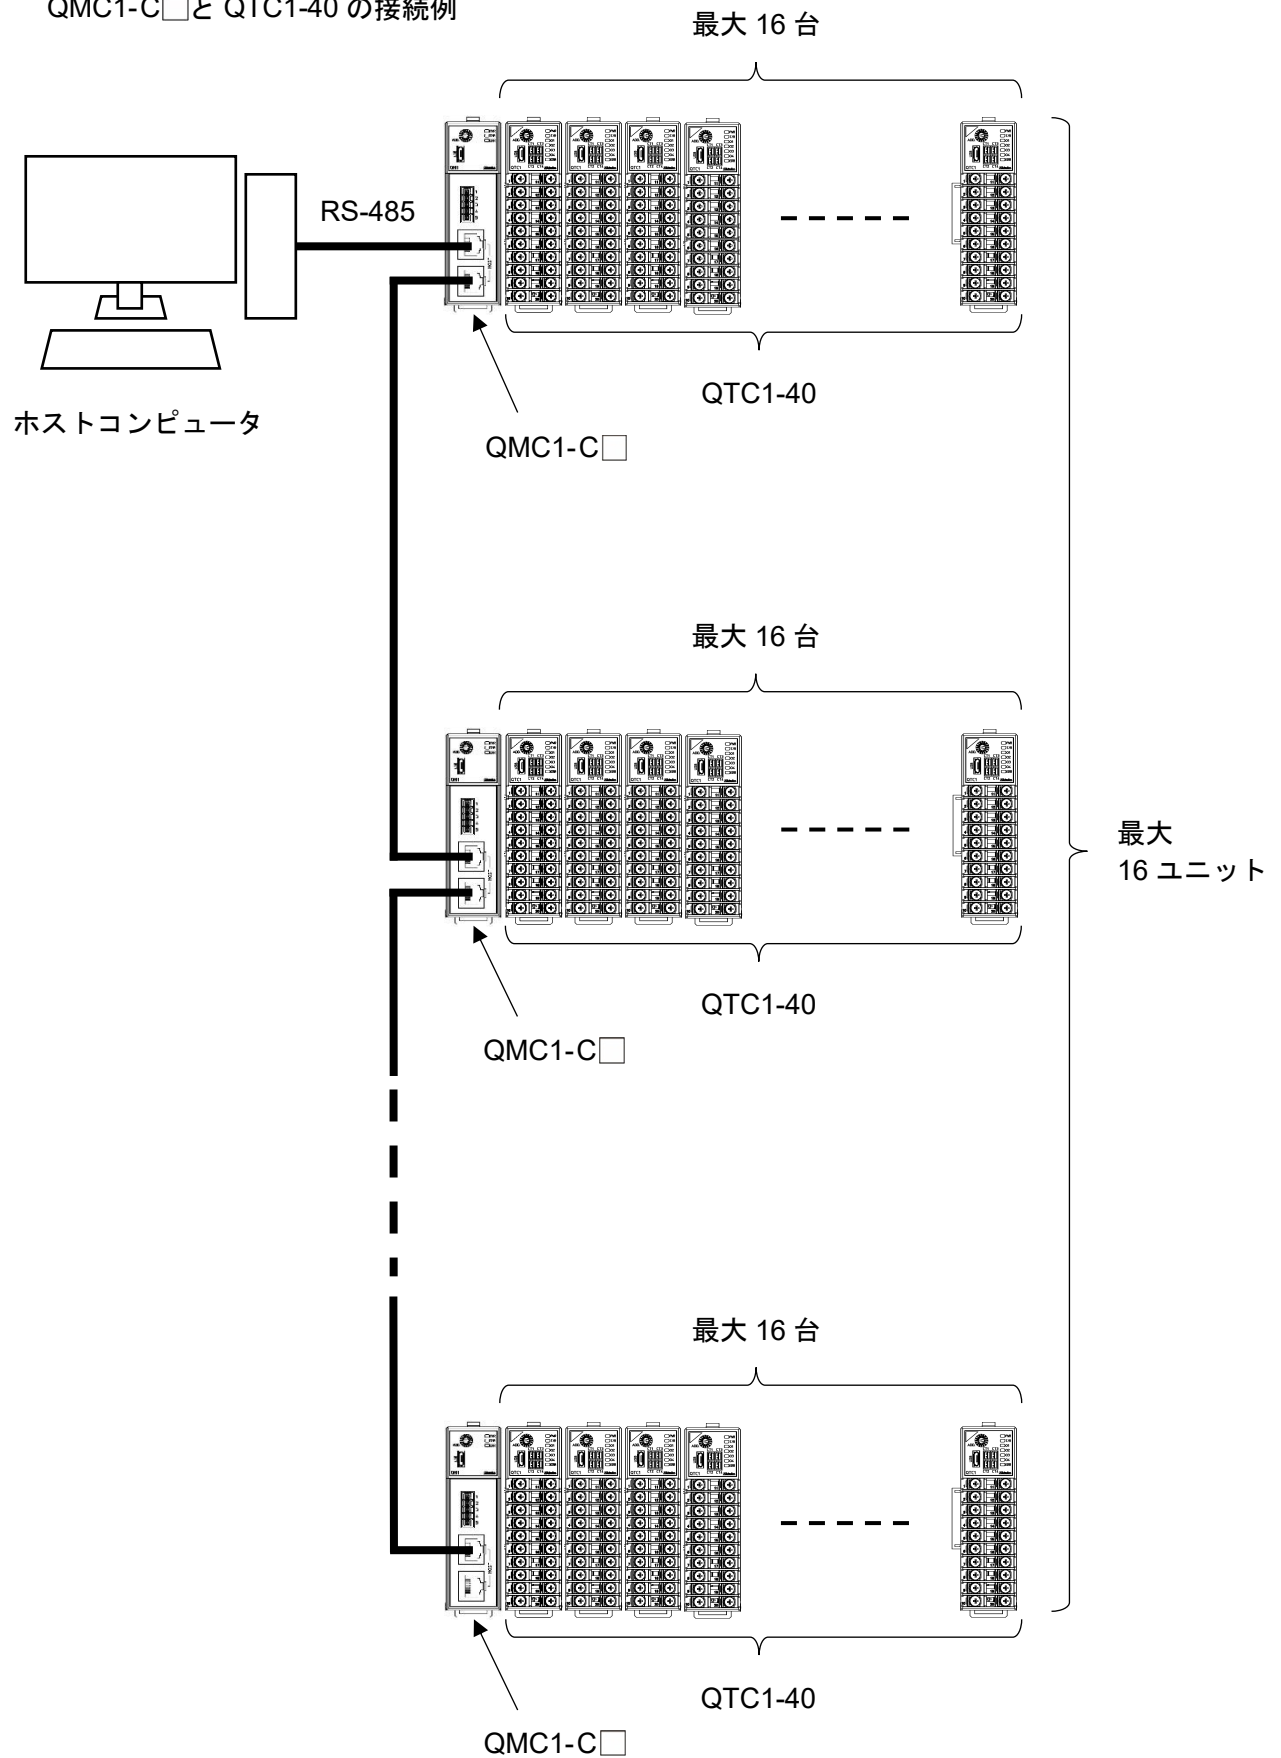 QMC1-C□と QTC1-40 の接続例
最大 16 台
RS-485
QTC1-40
ホストコンピュータ
QMC1-C□
最大 16 台
最大
16 ユニット
QTC1-40
QMC1-C□
最大 16 台
QTC1-40
QMC1-C□